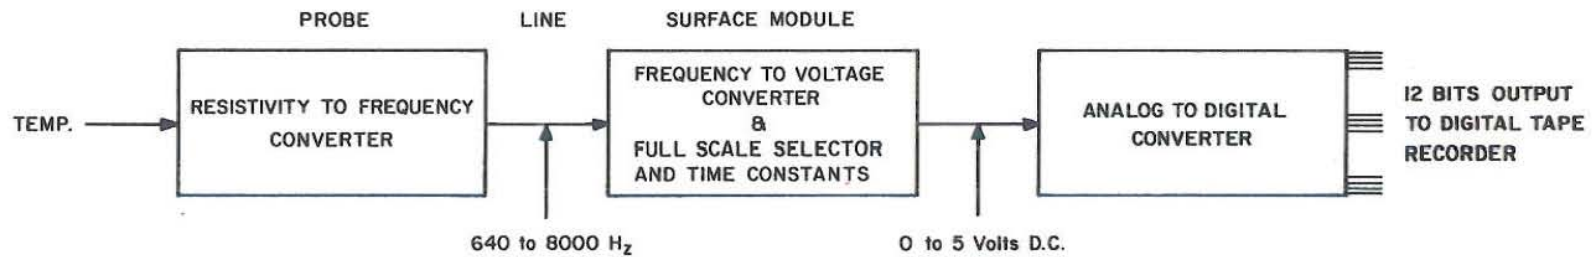 PROBE
LINE
SURFACE MODULE
TEMP.
RESISTIVITY TO FREQUENCY
CONVERTER
FREQUENCY TO VOLTAGE
CONVERTER
&
FULL SCALE SELECTOR
AND TIME CONSTANTS
ANALOG TO DIGITAL
CONVERTER
12 BITS OUTPUT
TO DIGITAL TAPE
RECORDER
640 to 8000 Hz
0 to 5 Volts D.C.